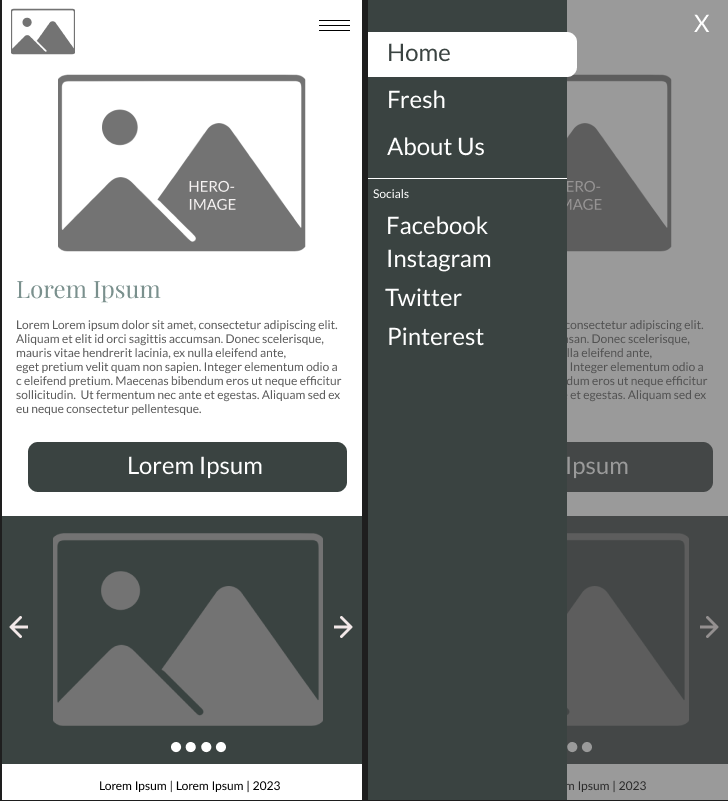 HERO-
IMAGE
Lorem Ipsum
Lorem Lorem ipsum dolor sit amet, consectetur adipiscing elit.
Aliquam et elit id orci sagittis accumsan. Donec scelerisque,
mauris vitae hendrerit lacinia, ex nulla eleifend ante,
eget pretium velit quam non sapien. Integer elementum odio a
c eleifend pretium. Maecenas bibendum eros ut neque efficitur
sollicitudin. Ut fermentum nec ante et egestas. Aliquam sed ex
eu neque consectetur pellentesque.
Lorem Ipsum
Lorem Ipsum | Lorem Ipsum | 2023
X
Home
Fresh
About Us
Socials
Facebook
Instagram
Twitter
Pinterest
ERO-
AGE
consectetur adipiscing elit.
san. Donec scelerisque,
lla eleifend ante,
n. Integer elementum odio a
dum eros ut neque efficitur
et egestas. Aliquam sed ex
Ipsum
m Ipsum | 2023